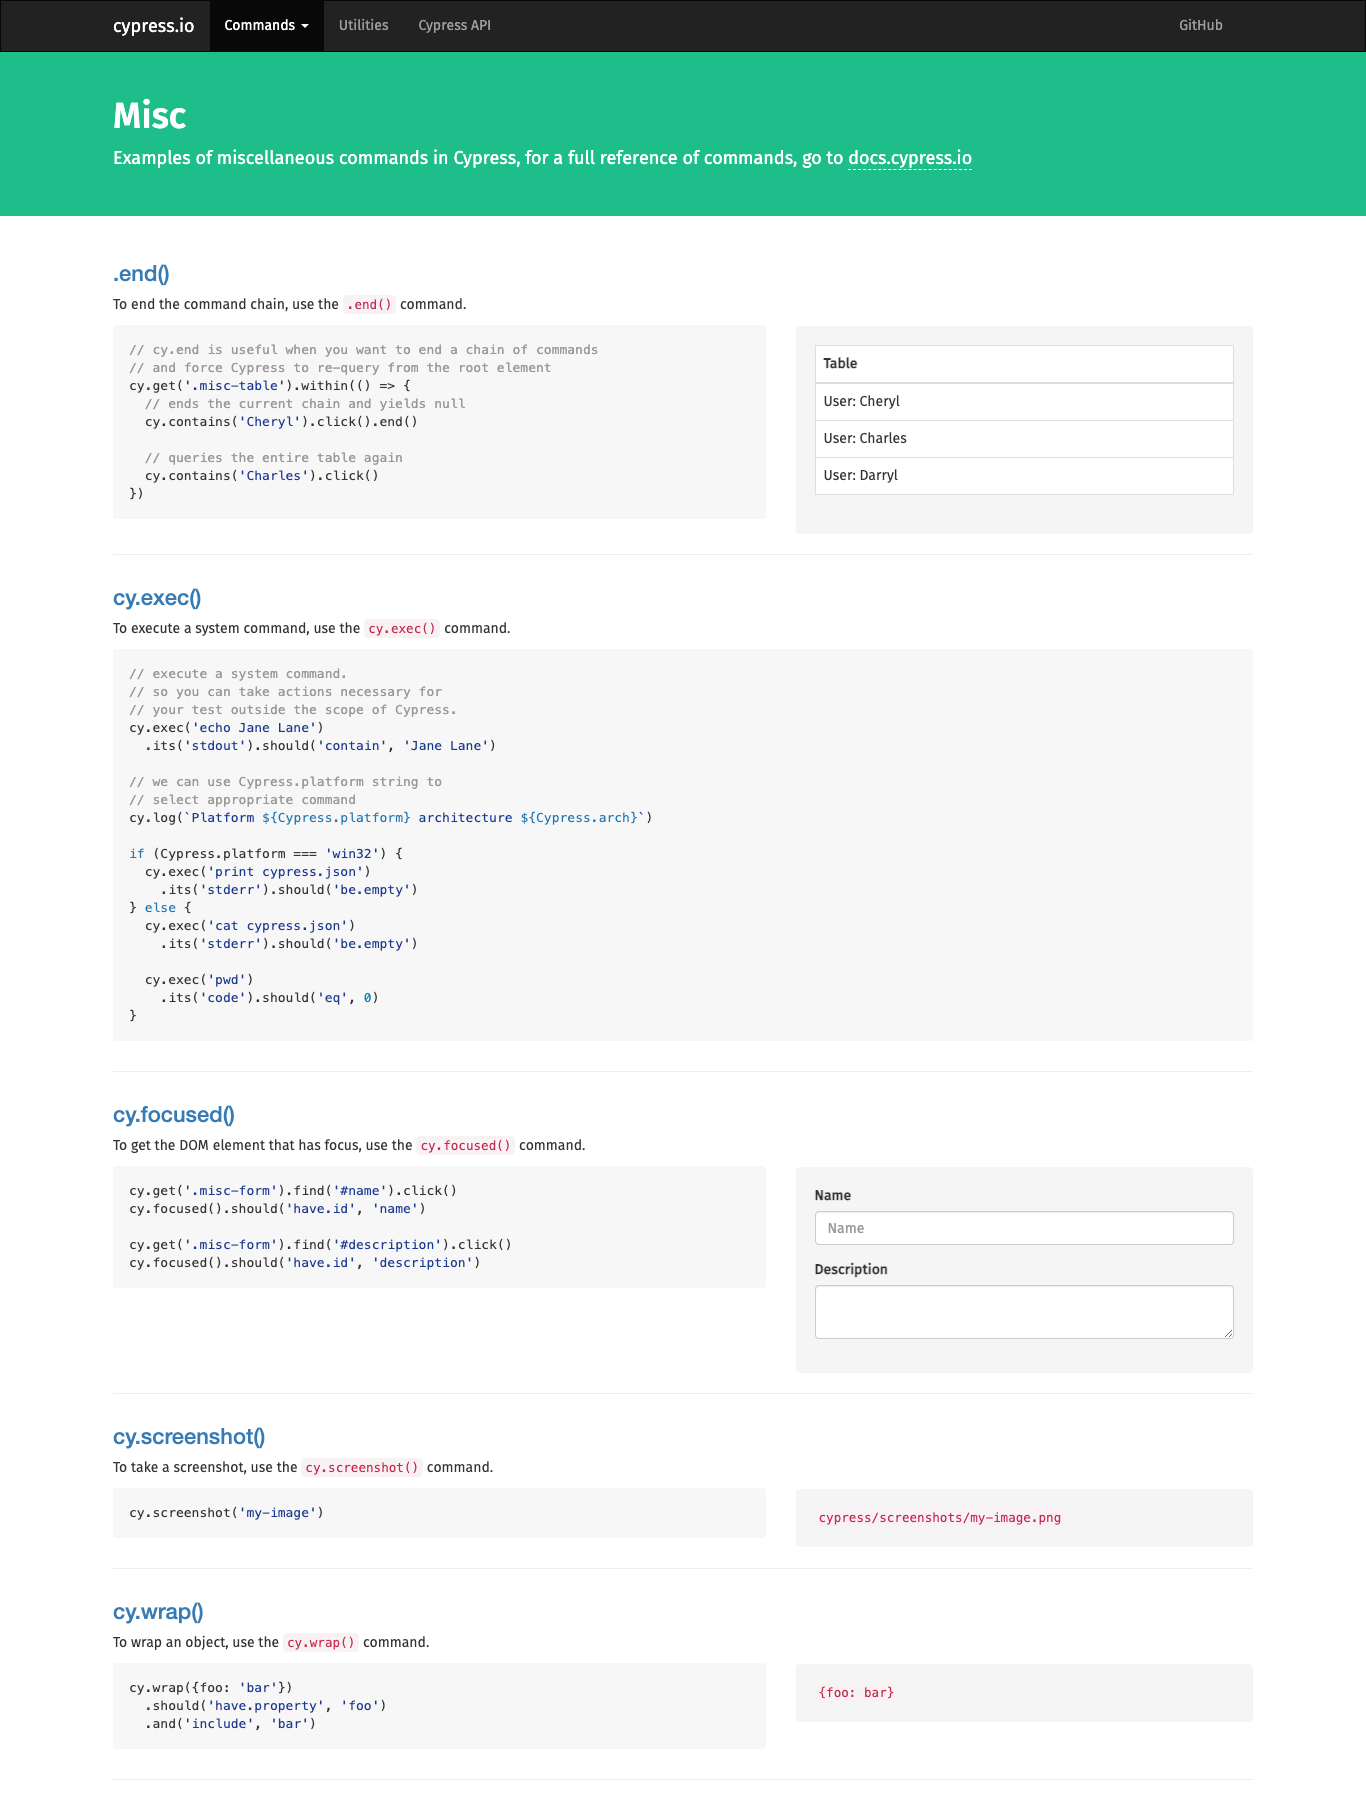 cypress.io Commands Utilities Cypress API GitHub
Misc
Examples of miscellaneous commands in Cypress, for a full reference of commands, go to docs.cypress.io
.end()
To end the command chain, use the .end() command.
// cy.end is useful when you want to end a chain of commands
// and force Cypress to re-query from the root element
cy.get('.misc-table').within(() => {
  // ends the current chain and yields null
  cy.contains('Cheryl').click().end()
  // queries the entire table again
  cy.contains('Charles').click()
})
Table
User: Cheryl
User: Charles
User: Darryl
cy.exec()
To execute a system command, use the cy.exec() command.
// execute a system command.
// so you can take actions necessary for
// your test outside the scope of Cypress.
cy.exec('echo Jane Lane')
  .its('stdout').should('contain', 'Jane Lane')
// we can use Cypress.platform string to
// select appropriate command
cy.log(`Platform ${Cypress.platform} architecture ${Cypress.arch}`)
if (Cypress.platform === 'win32') {
  cy.exec('print cypress.json')
    .its('stderr').should('be.empty')
} else {
  cy.exec('cat cypress.json')
    .its('stderr').should('be.empty')
  cy.exec('pwd')
    .its('code').should('eq', 0)
}
cy.focused()
To get the DOM element that has focus, use the cy.focused() command.
cy.get('.misc-form').find('#name').click()
cy.focused().should('have.id', 'name')
cy.get('.misc-form').find('#description').click()
cy.focused().should('have.id', 'description')
Name
Name
Description
cy.screenshot()
To take a screenshot, use the cy.screenshot() command.
cy.screenshot('my-image')
cypress/screenshots/my-image.png
cy.wrap()
To wrap an object, use the cy.wrap() command.
cy.wrap({foo: 'bar'})
  .should('have.property', 'foo')
  .and('include', 'bar')
{foo: bar}